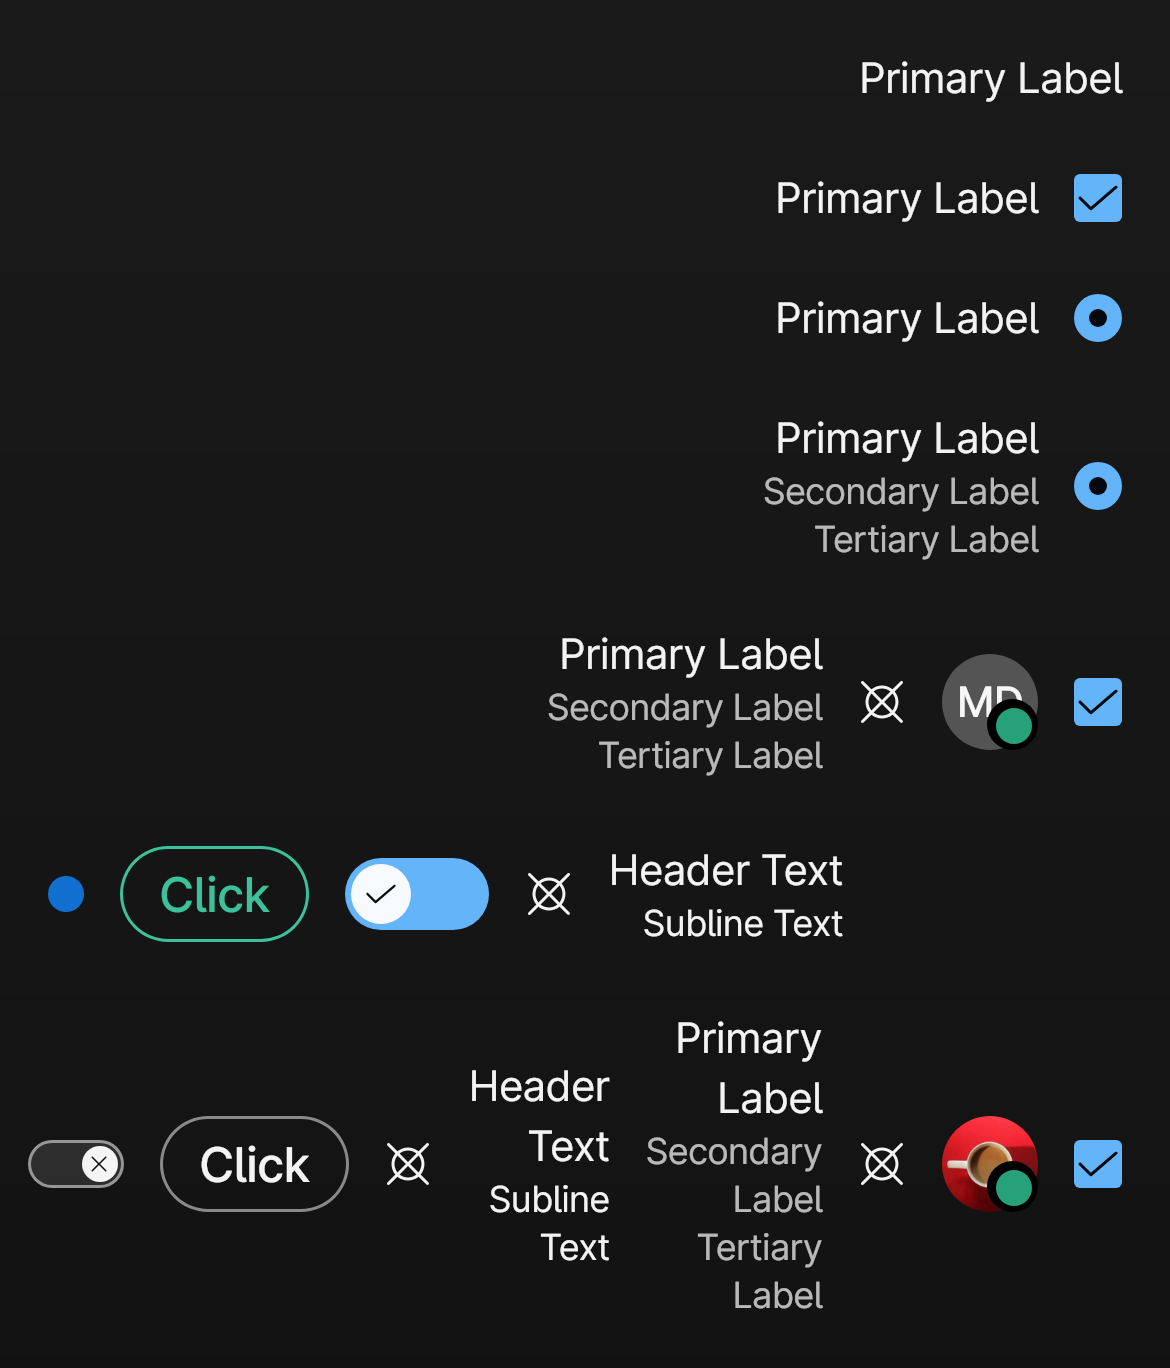 Primary Label
Primary Label
Primary Label
Primary Label
Secondary Label
Tertiary Label
Primary Label
Secondary Label
Tertiary Label
MD
Click
Header Text
Subline Text
Click
Header
Text
Subline
Text
Primary
Label
Secondary
Label
Tertiary
Label